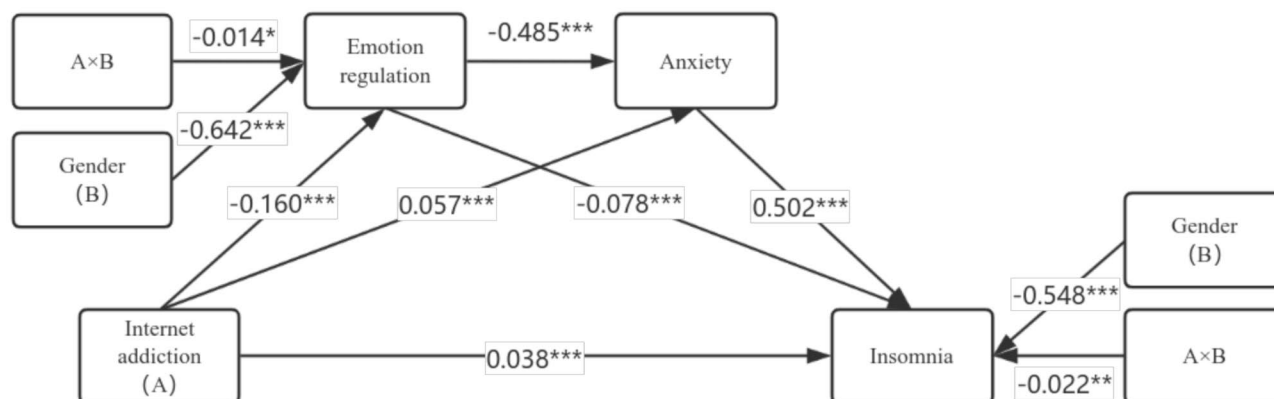 A×B
-0.014*
Emotion
regulation
-0.485***
Anxiety
-0.642***
Gender
(B)
-0.160***
0.057***
-0.078***
0.502***
Gender
(B)
-0.548***
Internet
addiction
(A)
0.038***
Insomnia
A×B
-0.022**